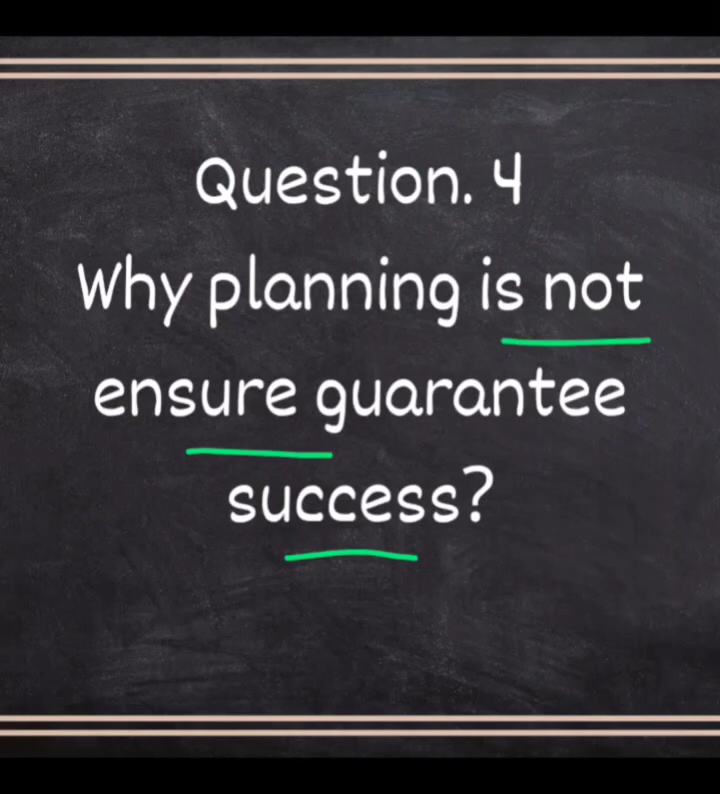 Question. 4
Why planning is not
ensure guarantee
success?